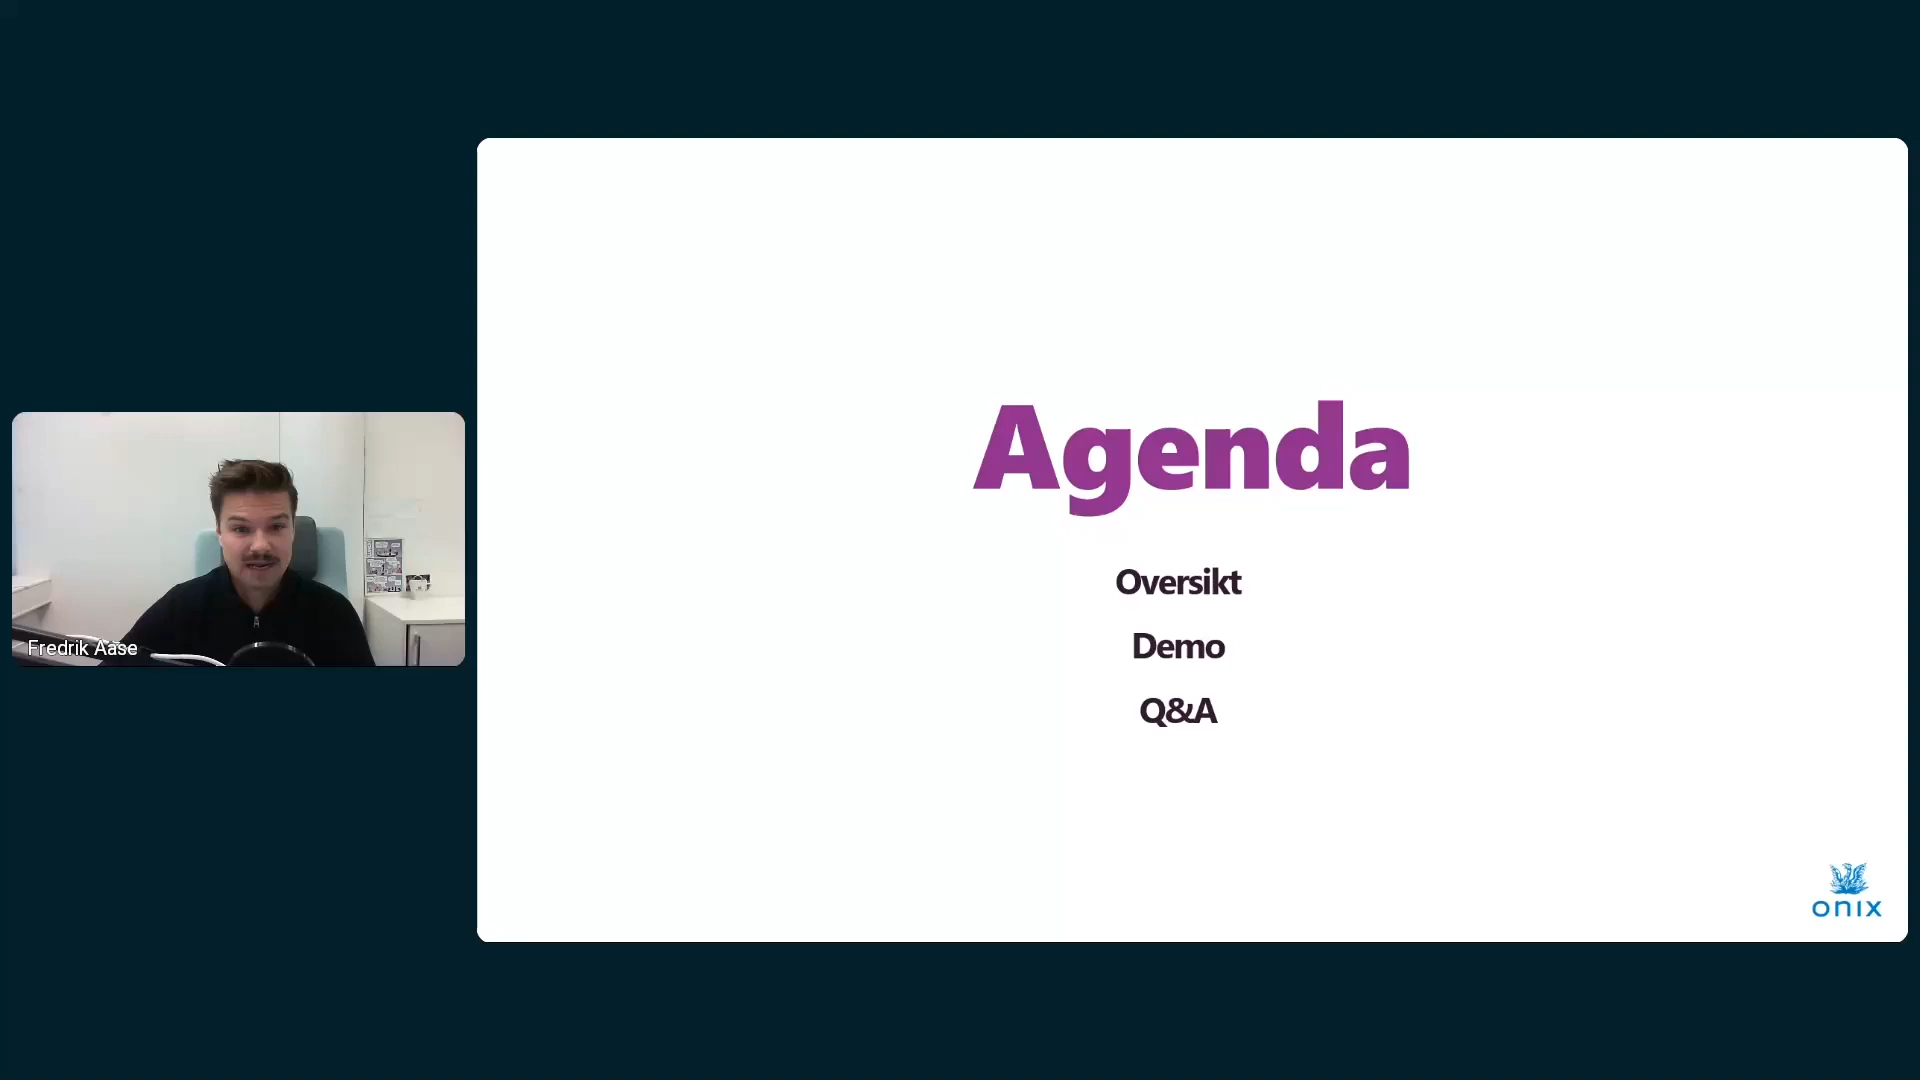 Fredrik Aase
Agenda
Oversikt
Demo
Q&A
onix